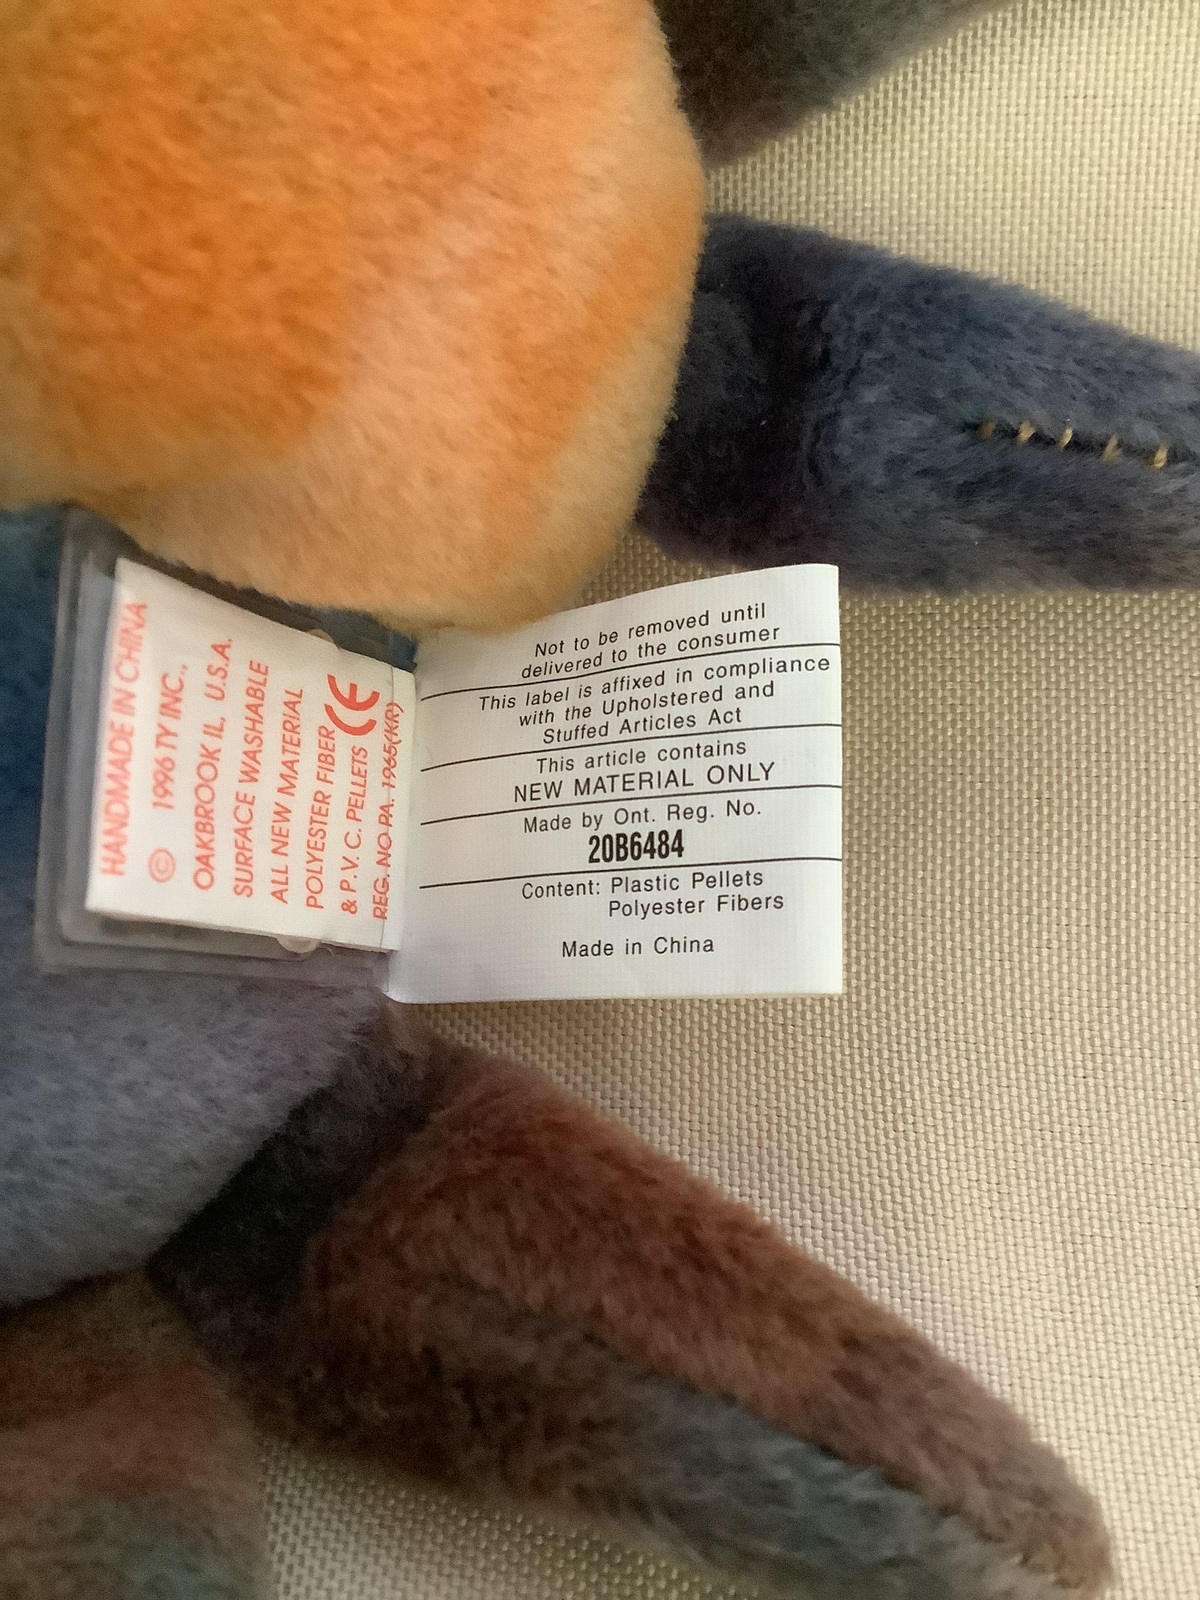 HANDMADE IN CHINA
© 1996 TY INC.,
OAKBROOK IL, U.S.A.
SURFACE WASHABLE
ALL NEW MATERIAL
POLYESTER FIBER
& P.V.C. PELLETS CE
REG. NO PA. 1965(KR)
Not to be removed until
delivered to the consumer
This label is affixed in compliance
with the Upholstered and
Stuffed Articles Act
This article contains
NEW MATERIAL ONLY
Made by Ont. Reg. No.
20B6484
Content: Plastic Pellets
Polyester Fibers
Made in China